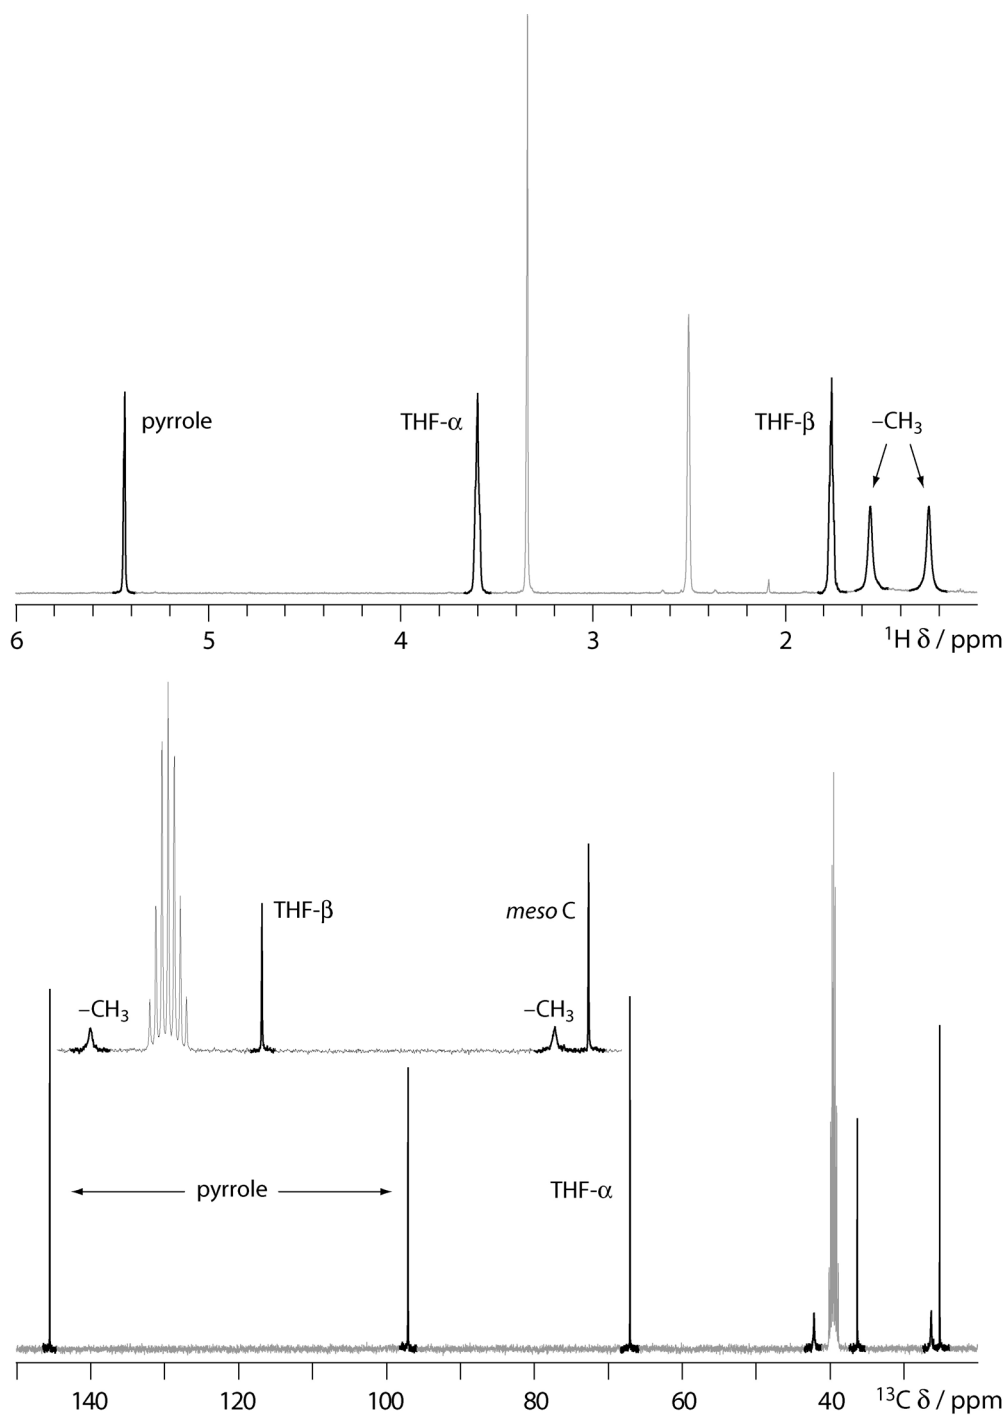 pyrrole
THF-α
THF-β
–CH₃
6 5 4 3 2 ¹H δ / ppm
THF-β
meso C
–CH₃
–CH₃
pyrrole
THF-α
140 120 100 80 60 40 ¹³C δ / ppm